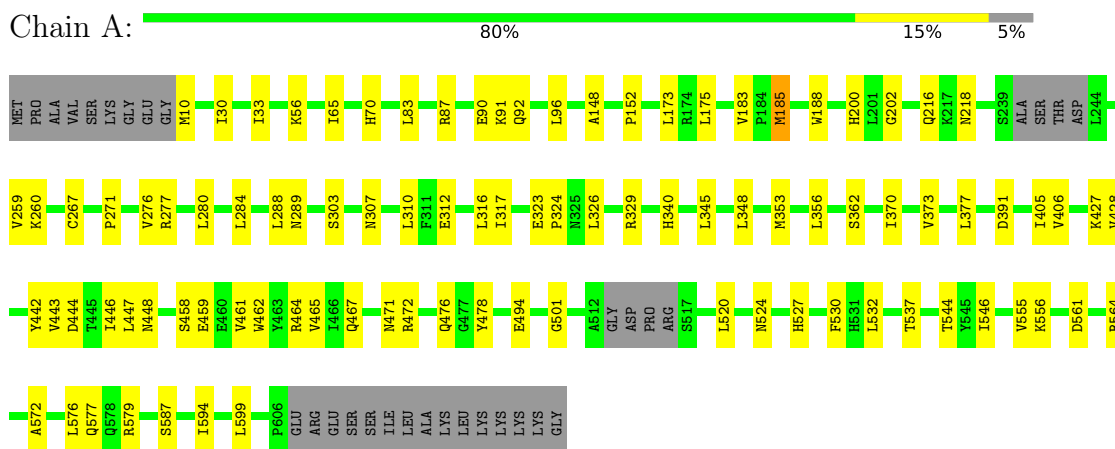 Chain A:
80% 15% 5%
MET PRO ALA VAL SER LYS GLY GLU GLY M10 I30 I33 K56 I65 H70 L83 R87 E90 K91 Q92 L96 A148 P152 L173 R174 L175 V183 P184 M185 W188 H200 L201 G202 Q216 K217 N218 S239 ALA SER THR ASP L244
V259 K260 C267 P271 V276 R277 L280 L284 L288 N289 S303 N307 L310 F311 E312 L316 I317 E323 P324 N325 L326 R329 H340 L345 L348 M353 L356 S362 I370 V373 L377 D391 I405 V406 K427
Y442 V443 D444 T445 I446 L447 N448 S458 E459 E460 V461 W462 Y463 R464 V465 I466 Q467 N471 R472 Q476 G477 Y478 E494 G501 A512 GLY ASP PRO ARG S517 L520 N524 H527 F530 H531 L532 T537 T544 Y545 I546 V555 K556 D561
A572 L576 Q577 Q578 R579 S587 I594 L599 P606 GLU ARG GLU SER SER ILE LEU ALA LYS LEU LYS LYS LYS LYS GLY